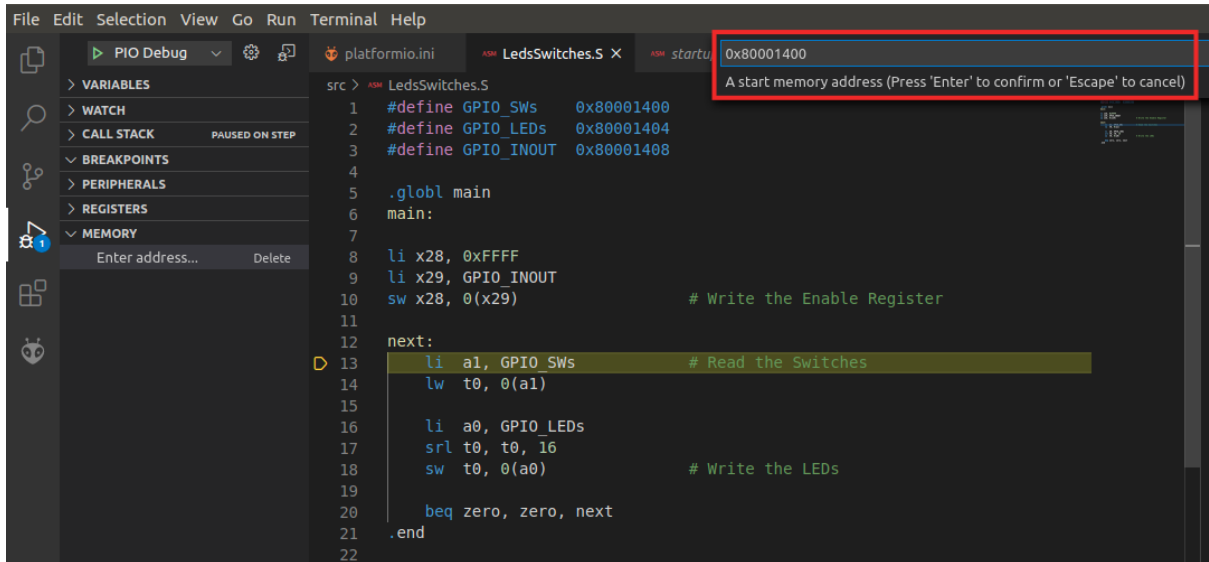 File Edit Selection View Go Run Terminal Help
PIO Debug
platformio.ini
ASM LedsSwitches.S
ASM startu
0x80001400
A start memory address (Press 'Enter' to confirm or 'Escape' to cancel)
VARIABLES
WATCH
CALL STACK PAUSED ON STEP
BREAKPOINTS
PERIPHERALS
REGISTERS
MEMORY
Enter address... Delete
1
src > ASM LedsSwitches.S
1 #define GPIO_SWs 0x80001400
2 #define GPIO_LEDs 0x80001404
3 #define GPIO_INOUT 0x80001408
4
5 .globl main
6 main:
7
8 li x28, 0xFFFF
9 li x29, GPIO_INOUT
10 sw x28, 0(x29) # Write the Enable Register
11
12 next:
13 li a1, GPIO_SWs # Read the Switches
14 lw t0, 0(a1)
15
16 li a0, GPIO_LEDs
17 srl t0, t0, 16
18 sw t0, 0(a0) # Write the LEDs
19
20 beq zero, zero, next
21 .end
22